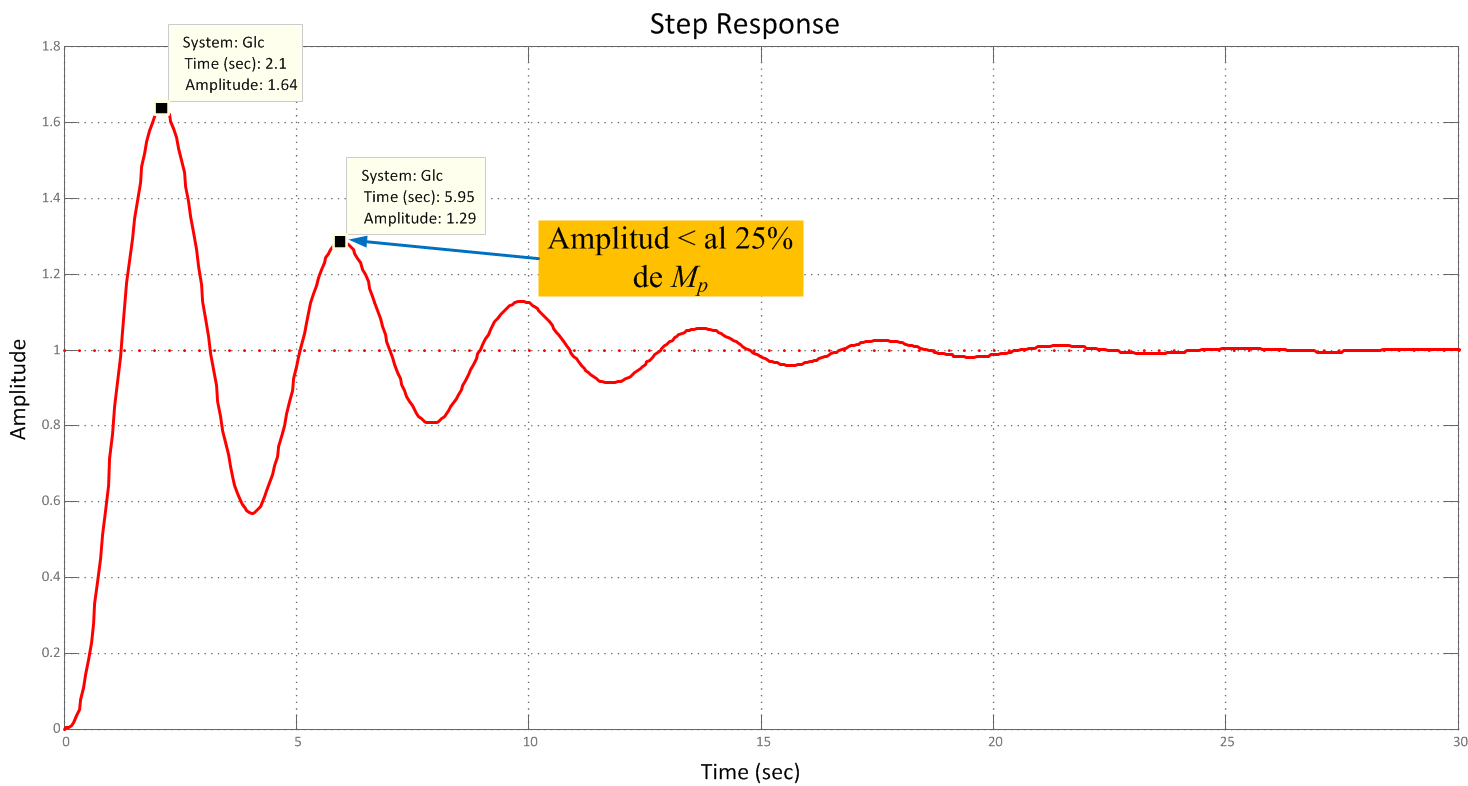 Step Response
System: Glc
Time (sec): 2.1
Amplitude: 1.64
System: Glc
Time (sec): 5.95
Amplitude: 1.29
Amplitud < al 25%
de Mp
Amplitude
1.8
1.6
1.4
1.2
1
0.8
0.6
0.4
0.2
0
0 5 10 15 20 25 30
Time (sec)